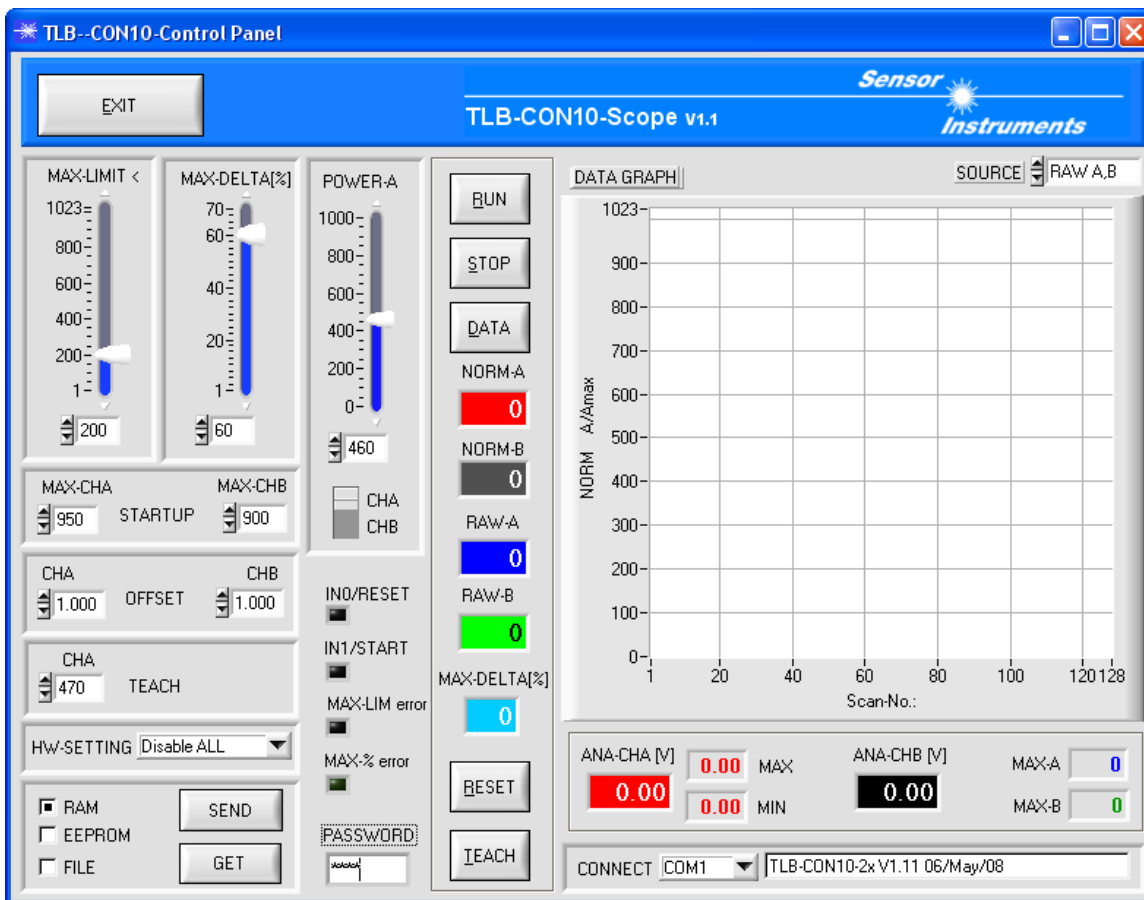 TLB--CON10-Control Panel
EXIT
Sensor
Instruments
TLB-CON10-Scope V1.1
MAX-LIMIT <
1023
800
600
400
200
1
200
MAX-DELTA[%]
70
60
40
20
1
60
POWER-A
1000
800
600
400
200
0
460
CHA
CHB
MAX-CHA
MAX-CHB
950 STARTUP 900
CHA
CHB
1.000 OFFSET 1.000
CHA
470 TEACH
HW-SETTING Disable ALL
RAM
EEPROM
FILE
SEND
GET
IN0/RESET
IN1/START
MAX-LIM error
MAX-% error
PASSWORD
******
RUN
STOP
DATA
NORM-A
0
NORM-B
0
RAW-A
0
RAW-B
0
MAX-DELTA[%]
0
RESET
TEACH
DATA GRAPH
SOURCE RAW A,B
NORM A/Amax
1023
900
800
700
600
500
400
300
200
100
0
1 20 40 60 80 100 120 128
Scan-No.:
ANA-CHA [V]
0.00
0.00 MAX
0.00 MIN
ANA-CHB [V]
0.00
MAX-A 0
MAX-B 0
CONNECT COM1 TLB-CON10-2x V1.11 06/May/08